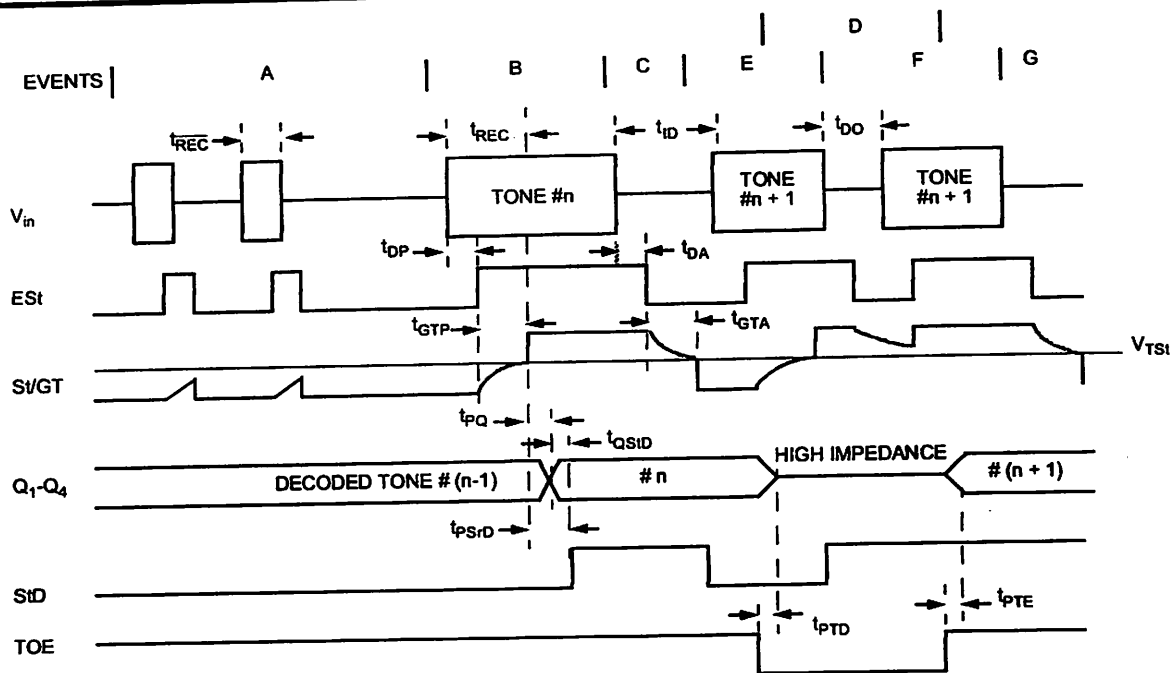 D
EVENTS A B C E F G
tREC tREC tID tDO
Vin TONE #n TONE #n + 1 TONE #n + 1
tDP tDA
ESt
tGTP tGTA
VTSt
St/GT
tPQ tQStD
HIGH IMPEDANCE
Q1-Q4 DECODED TONE # (n-1) # n # (n + 1)
tPSrD
StD
tPTE
tPTD
TOE